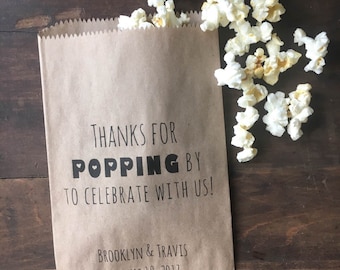 THANKS FOR
POPPING BY
TO CELEBRATE WITH US!
BROOKLYN & TRAVIS